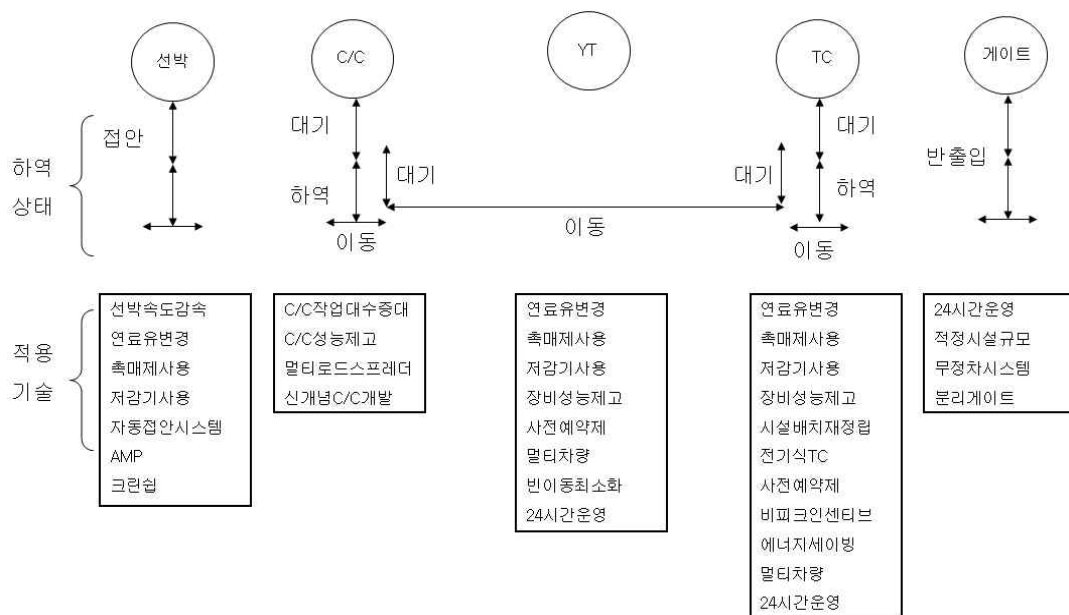 선박
C/C
YT
TC
게이트
하역
상태
접안
대기
하역
이동
대기
이동
대기
대기
하역
이동
반출입
적용
기술
선박속도감속
연료유변경
촉매제사용
저감기사용
자동접안시스템
AMP
크린쉽
C/C작업대수증대
C/C성능제고
멀티로드스프레더
신개념C/C개발
연료유변경
촉매제사용
저감기사용
장비성능제고
사전예약제
멀티차량
빈이동최소화
24시간운영
연료유변경
촉매제사용
저감기사용
장비성능제고
시설배치재정립
전기식TC
사전예약제
비피크인센티브
에너지세이빙
멀티차량
24시간운영
24시간운영
적정시설규모
무정차시스템
분리게이트